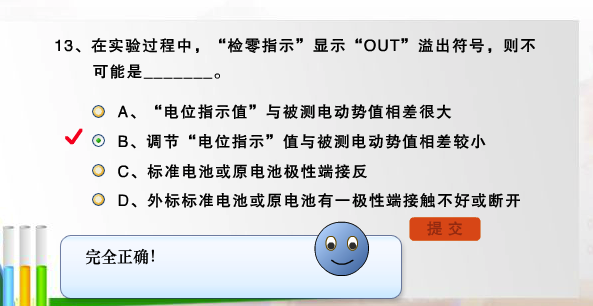 13、在实验过程中，“检零指示”显示“OUT”溢出符号，则不
可能是_______。
A、“电位指示值”与被测电动势值相差很大
B、调节“电位指示”值与被测电动势值相差较小
C、标准电池或原电池极性端接反
D、外标标准电池或原电池有一极性端接触不好或断开
提 交
完全正确!